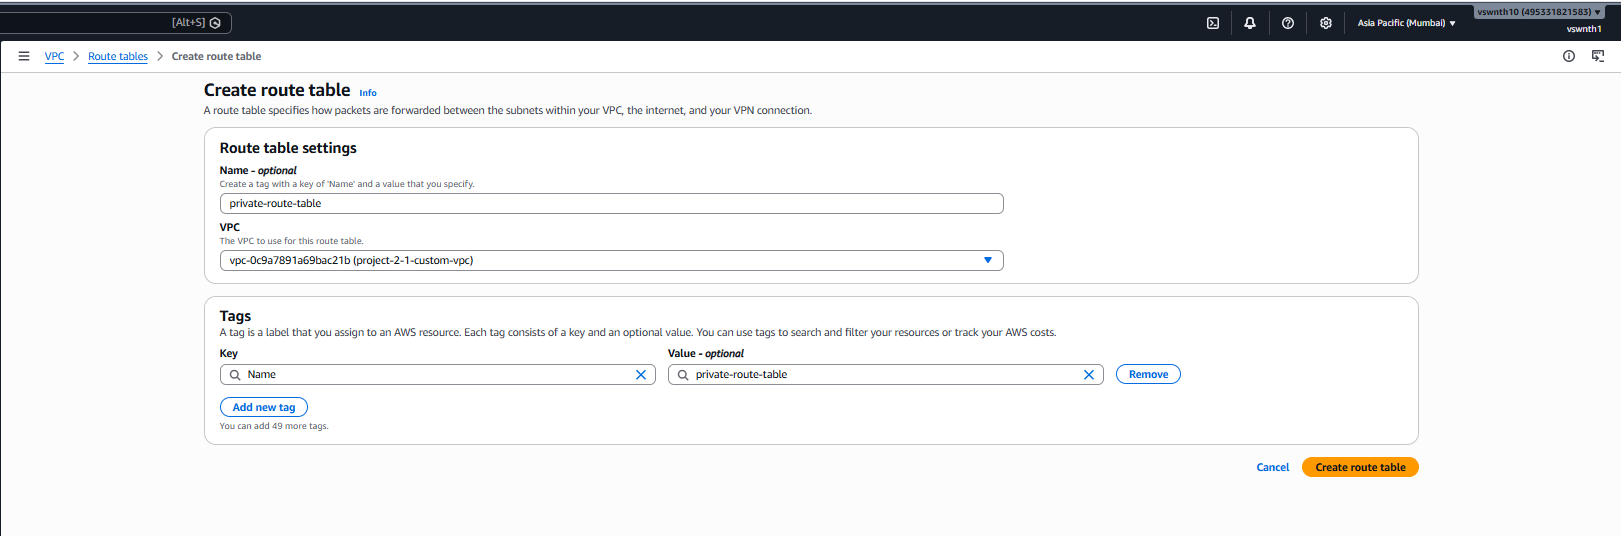 [Alt+S]
Asia Pacific (Mumbai)
vswnth10 (495331821583)
vswnth1
VPC > Route tables > Create route table
Create route table Info
A route table specifies how packets are forwarded between the subnets within your VPC, the internet, and your VPN connection.
Route table settings
Name - optional
Create a tag with a key of 'Name' and a value that you specify.
private-route-table
VPC
The VPC to use for this route table.
vpc-0c9a7891a69bac21b (project-2-1-custom-vpc)
Tags
A tag is a label that you assign to an AWS resource. Each tag consists of a key and an optional value. You can use tags to search and filter your resources or track your AWS costs.
Key Value - optional
Name private-route-table Remove
Add new tag
You can add 49 more tags.
Cancel Create route table